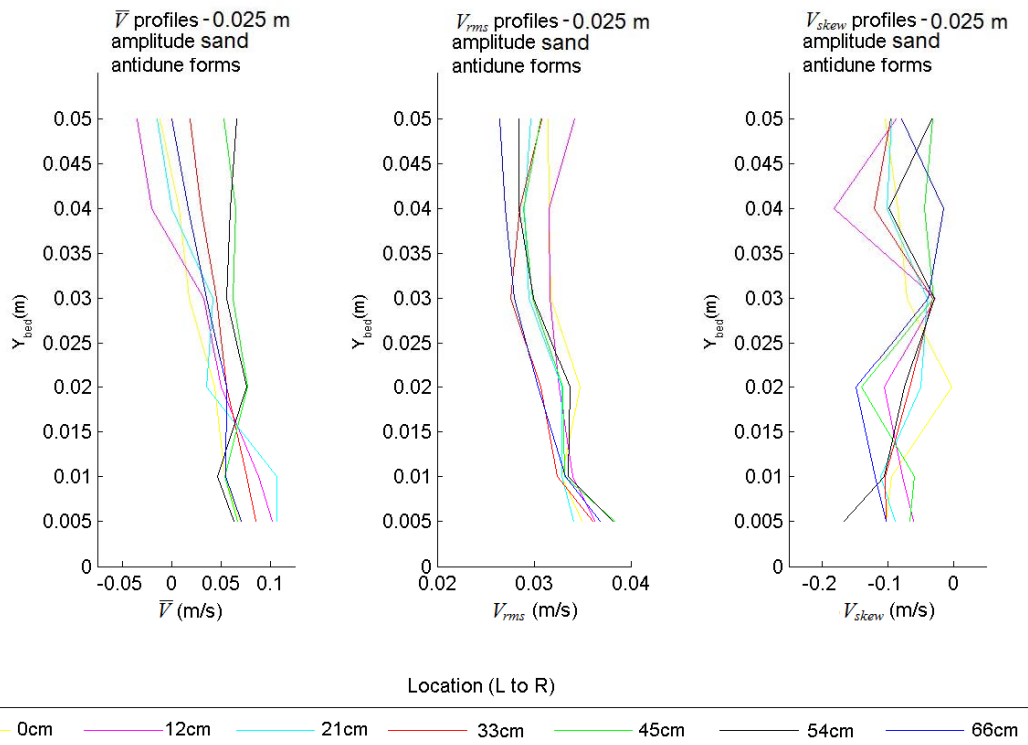 V̅ profiles - 0.025 m
amplitude sand
antidune forms
0.05
0.045
0.04
0.035
0.03
0.025
0.02
0.015
0.01
0.005
0
Y_bed(m)
-0.05 0 0.05 0.1
V̅ (m/s)
V_rms profiles - 0.025 m
amplitude sand
antidune forms
0.05
0.045
0.04
0.035
0.03
0.025
0.02
0.015
0.01
0.005
0
Y_bed(m)
0.02 0.03 0.04
V_rms (m/s)
V_skew profiles - 0.025 m
amplitude sand
antidune forms
0.05
0.045
0.04
0.035
0.03
0.025
0.02
0.015
0.01
0.005
0
Y_bed(m)
-0.2 -0.1 0
V_skew (m/s)
Location (L to R)
0cm 12cm 21cm 33cm 45cm 54cm 66cm